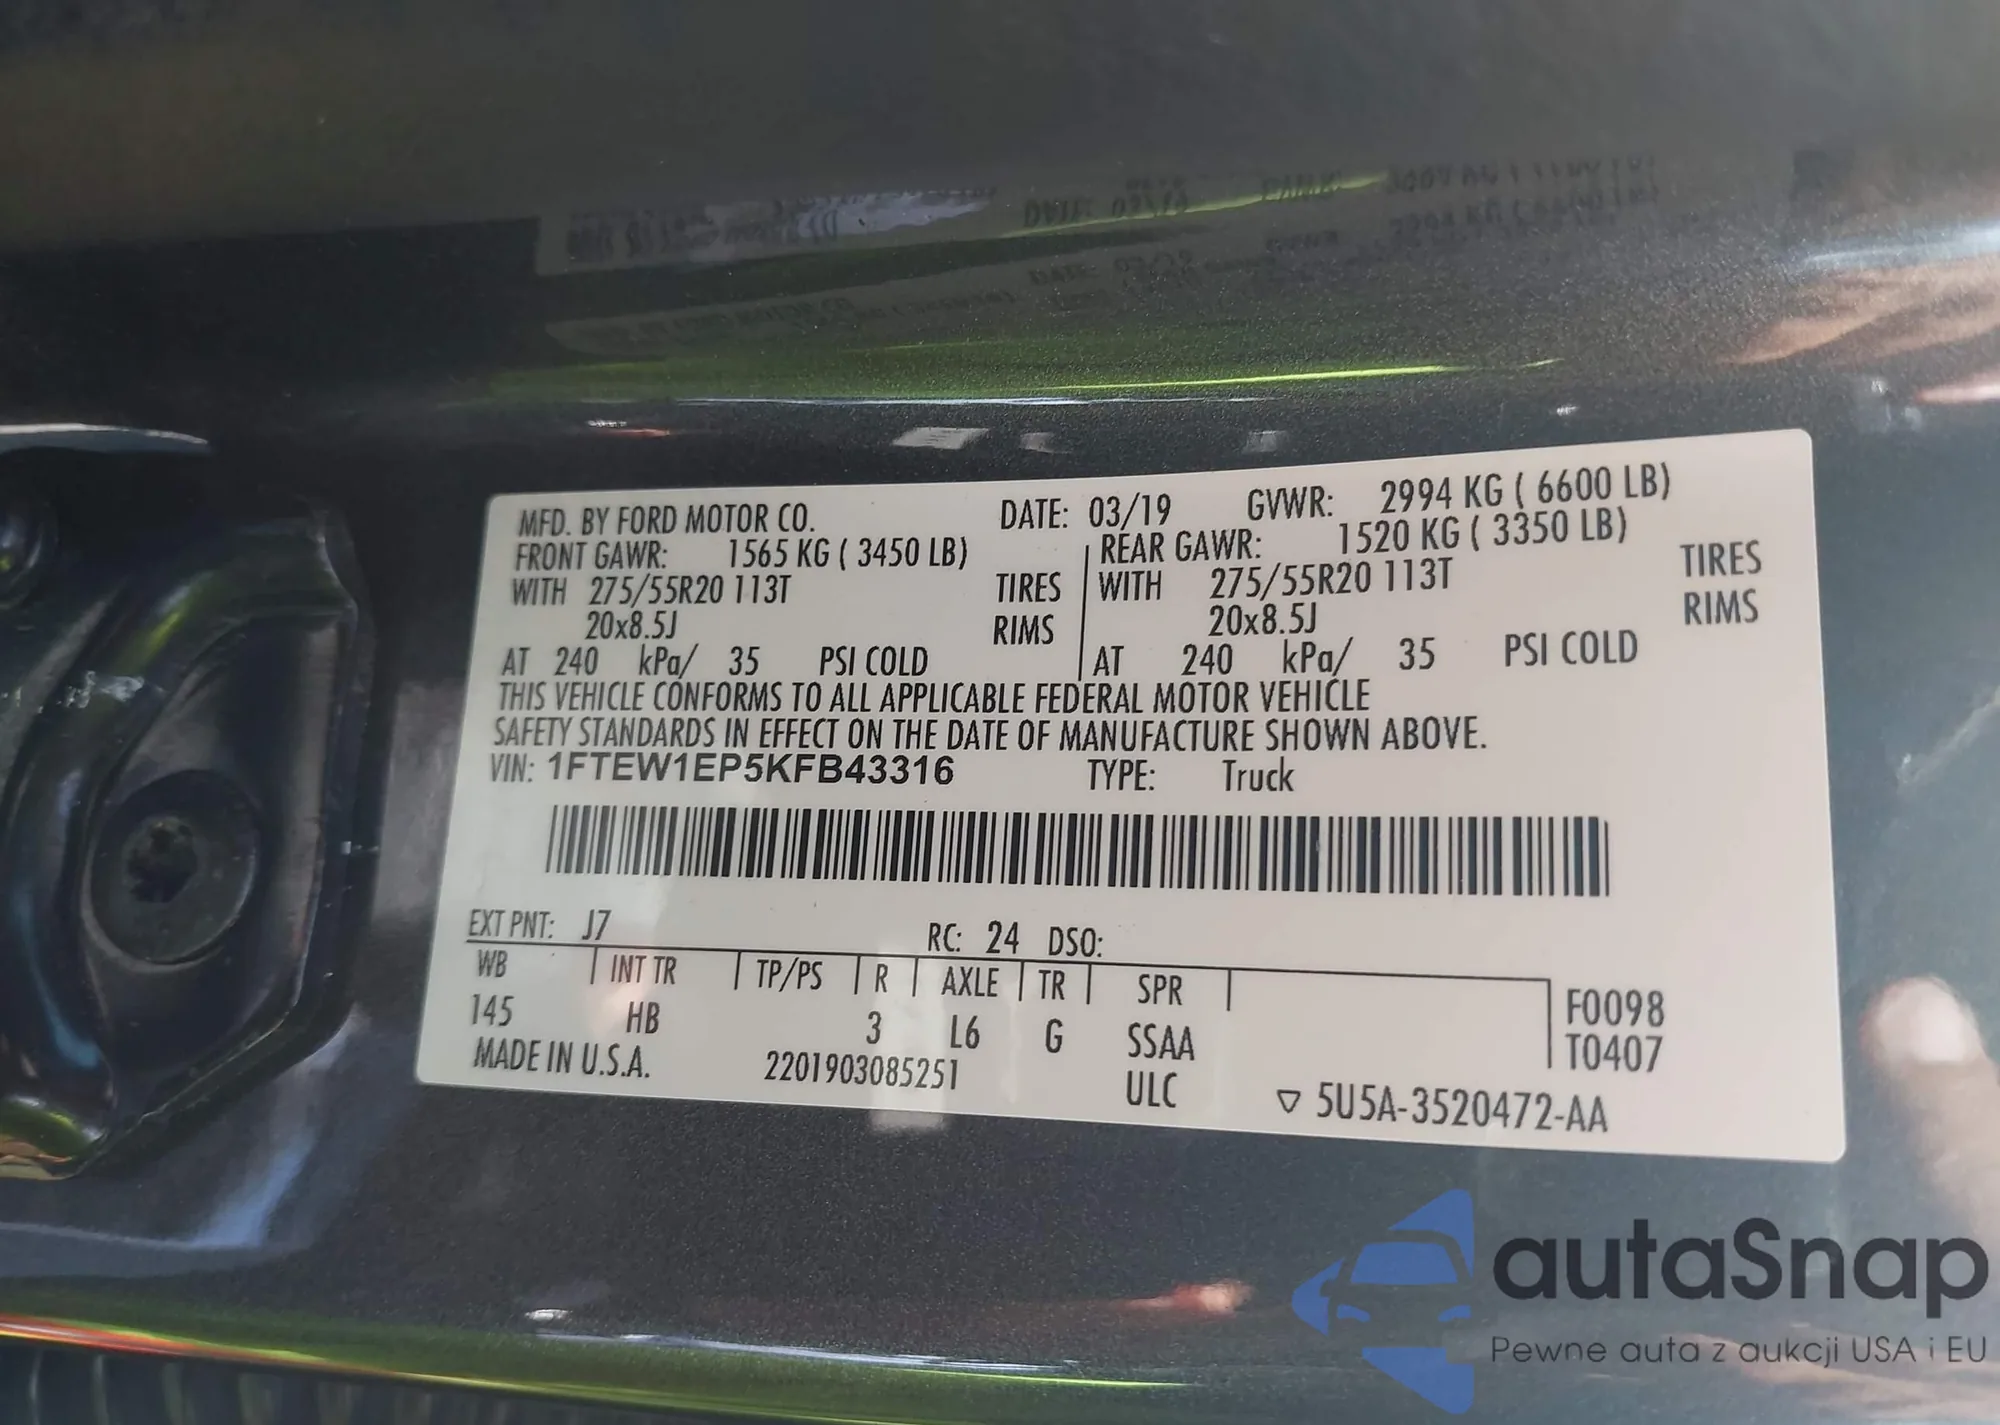 MFD. BY FORD MOTOR CO. DATE: 03/19 GVWR: 2994 KG ( 6600 LB)
FRONT GAWR: 1565 KG ( 3450 LB) REAR GAWR: 1520 KG ( 3350 LB)
WITH 275/55R20 113T TIRES WITH 275/55R20 113T TIRES
20x8.5J RIMS 20x8.5J RIMS
AT 240 kPa/ 35 PSI COLD AT 240 kPa/ 35 PSI COLD
THIS VEHICLE CONFORMS TO ALL APPLICABLE FEDERAL MOTOR VEHICLE
SAFETY STANDARDS IN EFFECT ON THE DATE OF MANUFACTURE SHOWN ABOVE.
VIN: 1FTEW1EP5KFB43316 TYPE: Truck
EXT PNT: J7 RC: 24 DSO:
WB INT TR TP/PS R AXLE TR SPR F0098
145 HB 3 L6 G SSAA T0407
MADE IN U.S.A. 2201903085251 ULC ▽ 5U5A-3520472-AA
autaSnap
Pewne auta z aukcji USA i EU